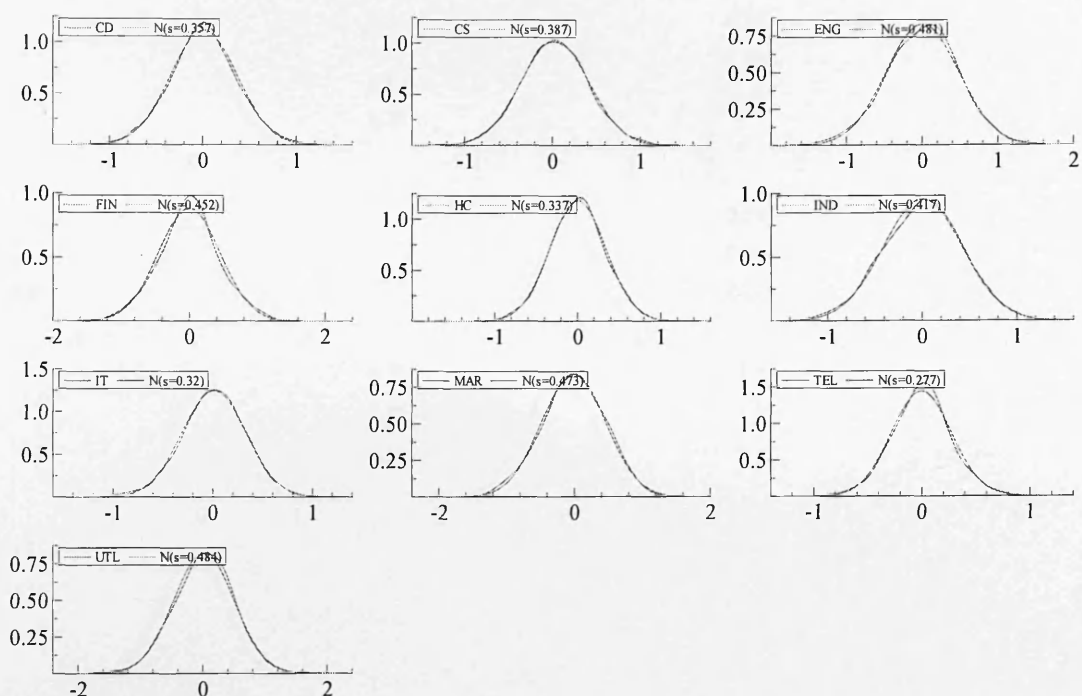 CD N(s=0.357) CS N(s=0.387) ENG N(s=0.481)
1.0 1.0 0.75
0.5 0.5 0.50
0.25
-1 0 1 -1 0 1 -1 0 1 2
FIN N(s=0.452) HC N(s=0.337) IND N(s=0.417)
1.0 1.0 1.0
0.5 0.5 0.5
-2 0 2 -1 0 1 -1 0 1
IT N(s=0.32) MAR N(s=0.473) TEL N(s=0.277)
1.5 0.75 1.5
1.0 0.50 1.0
0.5 0.25 0.5
-1 0 1 -2 0 2 -1 0 1
UTL N(s=0.484)
0.75
0.50
0.25
-2 0 2